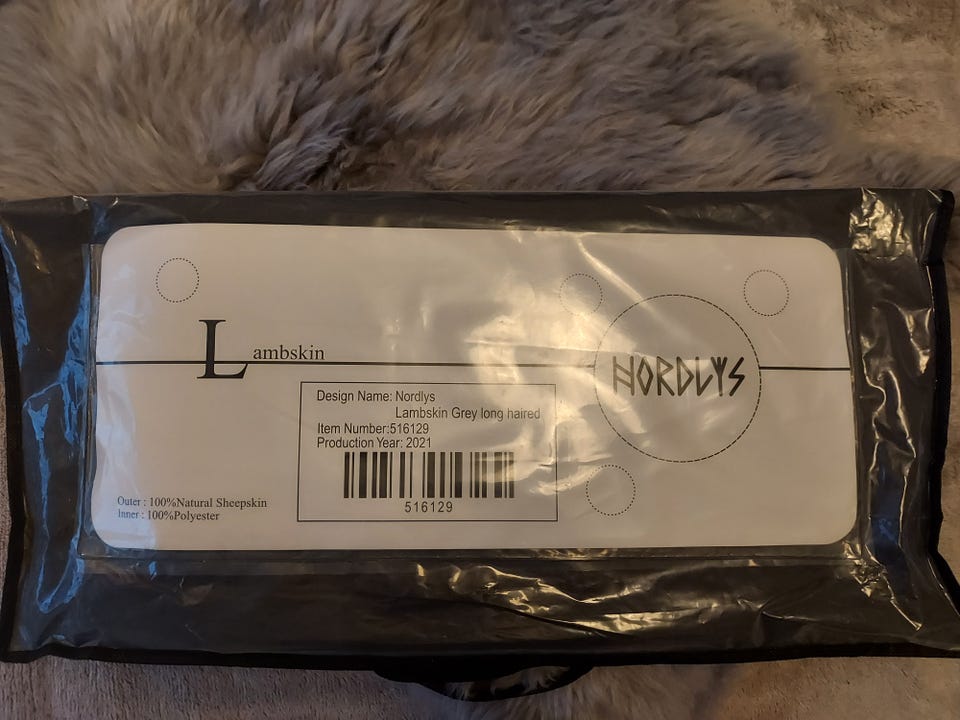 Lambskin
NORDLYS
Design Name: Nordlys
Lambskin Grey long haired
Item Number:516129
Production Year: 2021
516129
Outer : 100%Natural Sheepskin
Inner : 100%Polyester